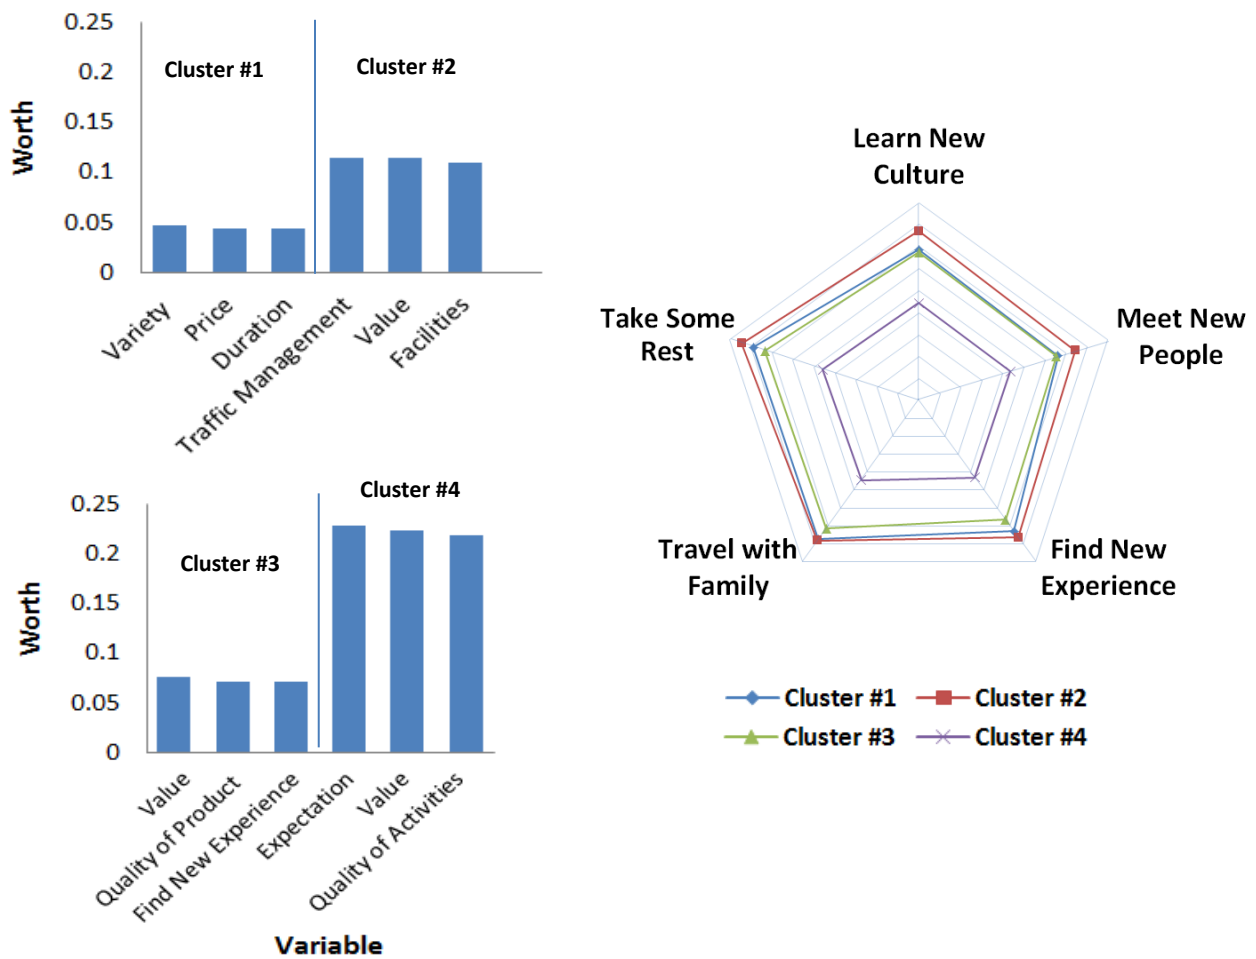 0.25
0.2
0.15
0.1
0.05
0
Worth
Cluster #1
Cluster #2
Variety
Price
Duration
Traffic Management
Value
Facilities
0.25
0.2
0.15
0.1
0.05
0
Worth
Cluster #3
Cluster #4
Value
Quality of Product
Find New Experience
Expectation
Value
Quality of Activities
Variable
Learn New
Culture
Meet New
People
Find New
Experience
Travel with
Family
Take Some
Rest
Cluster #1
Cluster #2
Cluster #3
Cluster #4